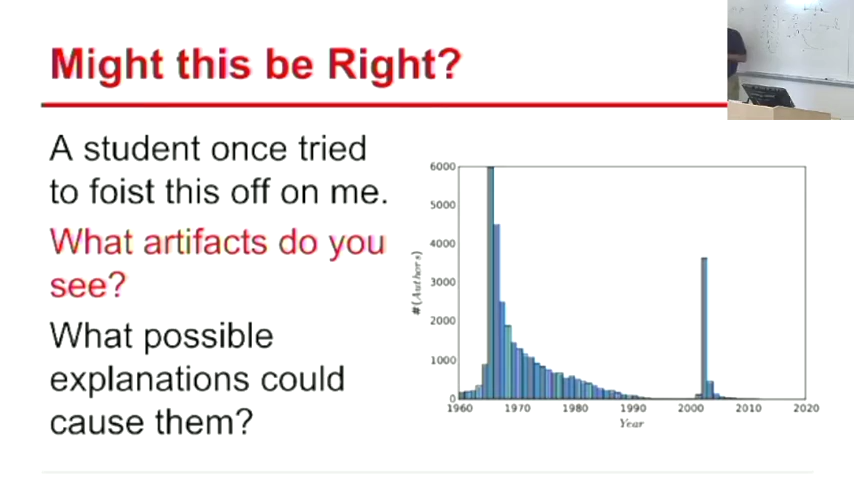 Might this be Right?
A student once tried
to foist this off on me.
What artifacts do you
see?
What possible
explanations could
cause them?
6000
5000
4000
3000
2000
1000
0
#(Authors)
1960
1970
1980
1990
2000
2010
2020
Year